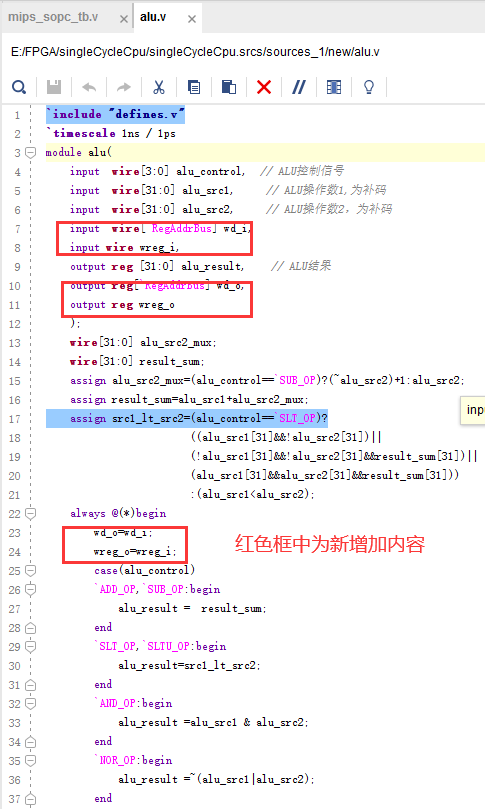 mips_sopc_tb.v × alu.v ×
E:/FPGA/singleCycleCpu/singleCycleCpu.srcs/sources_1/new/alu.v
1 `include "defines.v"
2 `timescale 1ns / 1ps
3 module alu(
4 input wire[3:0] alu_control, // ALU控制信号
5 input wire[31:0] alu_src1, // ALU操作数1,为补码
6 input wire[31:0] alu_src2, // ALU操作数2，为补码
7 input wire[`RegAddrBus] wd_i,
8 input wire wreg_i,
9 output reg [31:0] alu_result, // ALU结果
10 output reg[`RegAddrBus] wd_o,
11 output reg wreg_o
12 );
13 wire[31:0] alu_src2_mux;
14 wire[31:0] result_sum;
15 assign alu_src2_mux=(alu_control==`SUB_OP)?(~alu_src2)+1:alu_src2;
16 assign result_sum=alu_src1+alu_src2_mux;
17 assign src1_lt_src2=(alu_control==`SLT_OP)?
inpu
18 ((alu_src1[31]&&!alu_src2[31])||
19 (!alu_src1[31]&&!alu_src2[31]&&result_sum[31])||
20 (alu_src1[31]&&alu_src2[31]&&result_sum[31]))
21 :(alu_src1<alu_src2);
22 always @(*)begin
23 wd_o=wd_i;
24 wreg_o=wreg_i;
红色框中为新增加内容
25 case(alu_control)
26 `ADD_OP,`SUB_OP:begin
27 alu_result = result_sum;
28 end
29 `SLT_OP,`SLTU_OP:begin
30 alu_result=src1_lt_src2;
31 end
32 `AND_OP:begin
33 alu_result =alu_src1 & alu_src2;
34 end
35 `NOR_OP:begin
36 alu_result =~(alu_src1|alu_src2);
37 end